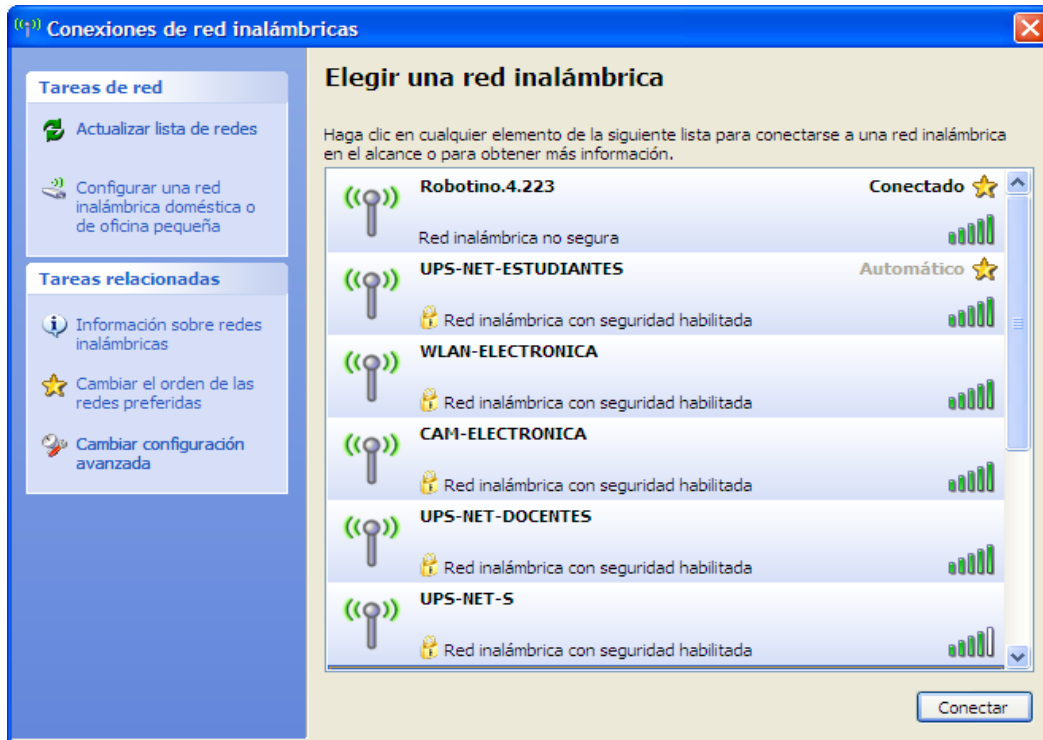 Conexiones de red inalámbricas
Tareas de red
Actualizar lista de redes
Configurar una red
inalámbrica doméstica o
de oficina pequeña
Tareas relacionadas
Información sobre redes
inalámbricas
Cambiar el orden de las
redes preferidas
Cambiar configuración
avanzada
Elegir una red inalámbrica
Haga clic en cualquier elemento de la siguiente lista para conectarse a una red inalámbrica
en el alcance o para obtener más información.
Robotino.4.223 Conectado
Red inalámbrica no segura
UPS-NET-ESTUDIANTES Automático
Red inalámbrica con seguridad habilitada
WLAN-ELECTRONICA
Red inalámbrica con seguridad habilitada
CAM-ELECTRONICA
Red inalámbrica con seguridad habilitada
UPS-NET-DOCENTES
Red inalámbrica con seguridad habilitada
UPS-NET-S
Red inalámbrica con seguridad habilitada
Conectar